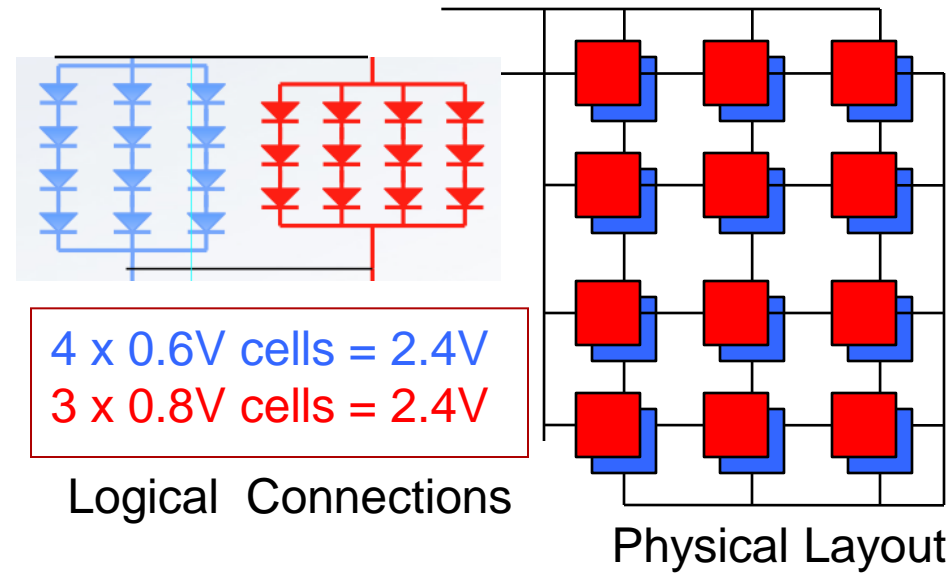 4 x 0.6V cells = 2.4V
3 x 0.8V cells = 2.4V
Logical Connections
Physical Layout